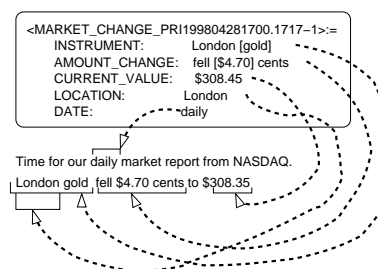 <MARKET_CHANGE_PRI199804281700.1717−1>:=
INSTRUMENT: London [gold]
AMOUNT_CHANGE: fell [$4.70] cents
CURRENT_VALUE: $308.45
LOCATION: London
DATE: daily
Time for our daily market report from NASDAQ.
London gold fell $4.70 cents to $308.35